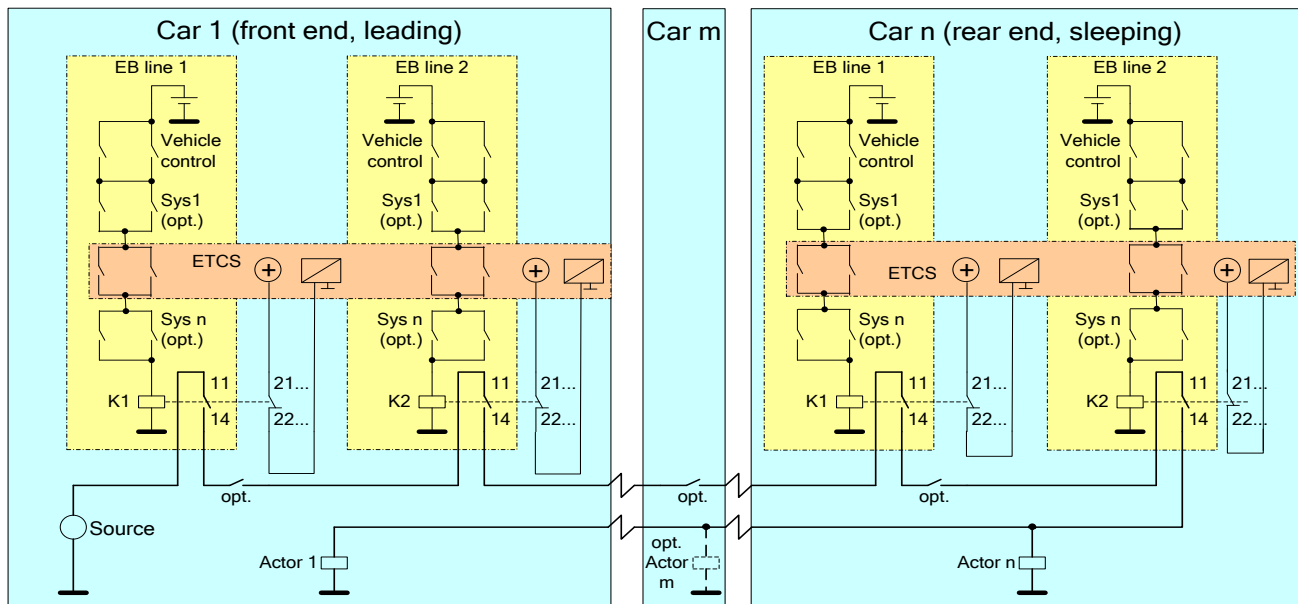 Car 1 (front end, leading)
EB line 1
EB line 2
Vehicle
control
Vehicle
control
Sys1
(opt.)
Sys1
(opt.)
ETCS
Sys n
(opt.)
Sys n
(opt.)
K1
11
14
21...
22...
K2
11
14
21...
22...
opt.
Source
Actor 1
Car m
opt.
opt.
Actor
m
Car n (rear end, sleeping)
EB line 1
EB line 2
Vehicle
control
Vehicle
control
Sys1
(opt.)
Sys1
(opt.)
ETCS
Sys n
(opt.)
Sys n
(opt.)
K1
11
14
21...
22...
K2
11
14
21...
22...
opt.
Actor n